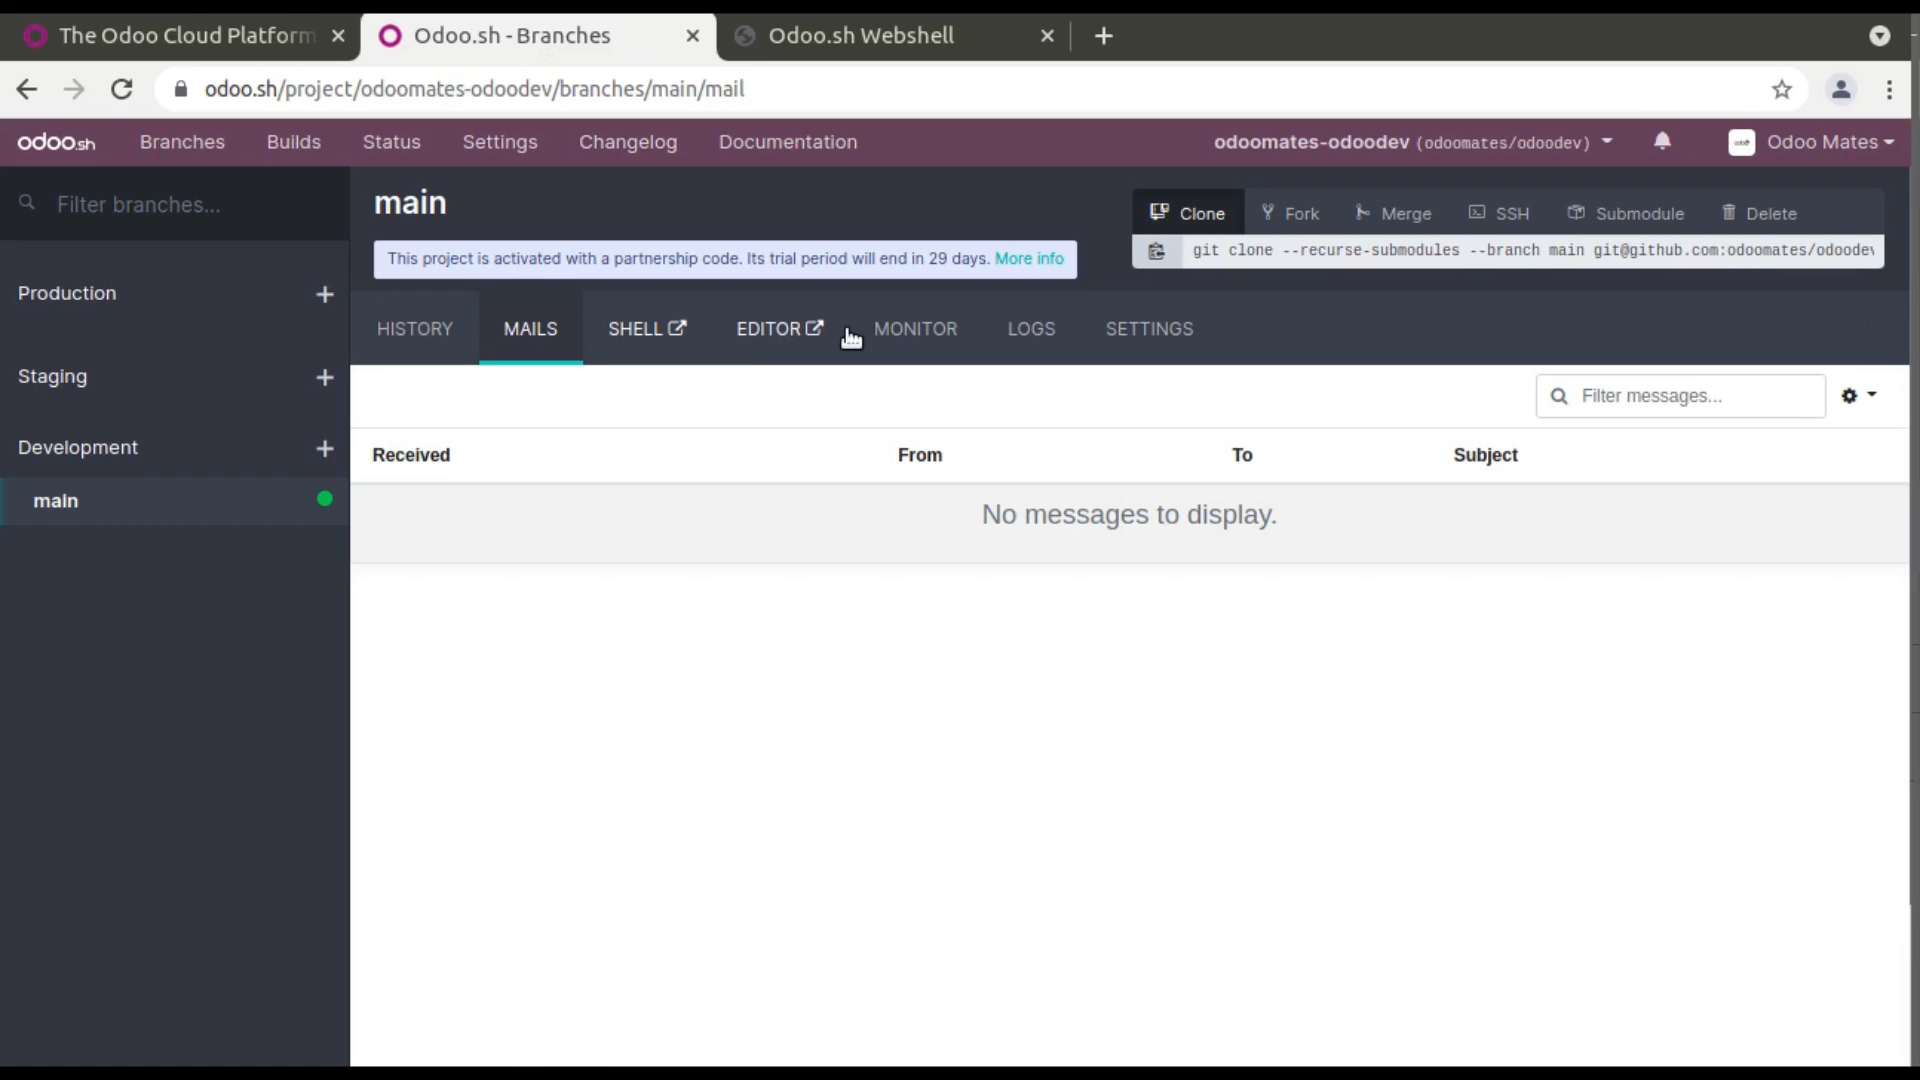 The Odoo Cloud Platform
Odoo.sh - Branches
Odoo.sh Webshell
odoo.sh/project/odoomates-odoodev/branches/main/mail
odoo.sh Branches Builds Status Settings Changelog Documentation odoomates-odoodev (odoomates/odoodev) Odoo Mates
Filter branches...
Production
Staging
Development
main
main
This project is activated with a partnership code. Its trial period will end in 29 days. More info
Clone Fork Merge SSH Submodule Delete
git clone --recurse-submodules --branch main git@github.com:odoomates/odoodev
HISTORY MAILS SHELL EDITOR MONITOR LOGS SETTINGS
Filter messages...
Received From To Subject
No messages to display.